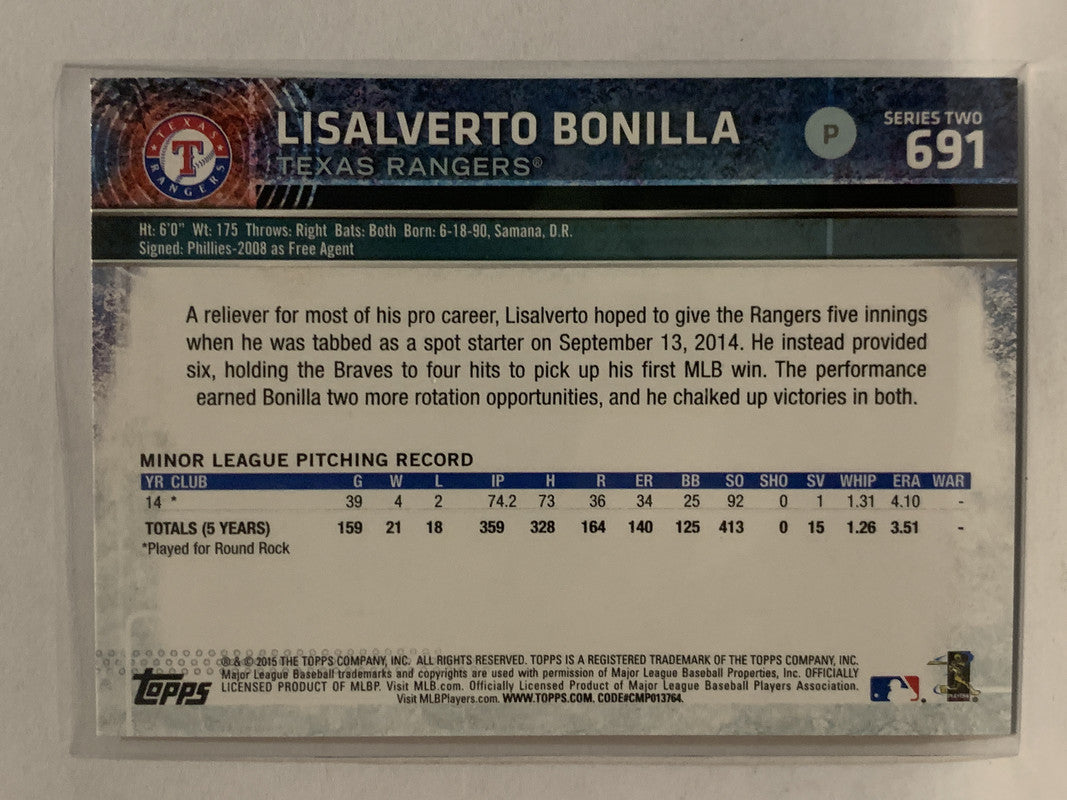 TEXAS RANGERS
T
LISALVERTO BONILLA
TEXAS RANGERS®
P
SERIES TWO
691
Ht: 6'0" Wt: 175 Throws: Right Bats: Both Born: 6-18-90, Samana, D.R.
Signed: Phillies-2008 as Free Agent
A reliever for most of his pro career, Lisalverto hoped to give the Rangers five innings
when he was tabbed as a spot starter on September 13, 2014. He instead provided
six, holding the Braves to four hits to pick up his first MLB win. The performance
earned Bonilla two more rotation opportunities, and he chalked up victories in both.
MINOR LEAGUE PITCHING RECORD
YR CLUB G W L IP H R ER BB SO SHO SV WHIP ERA WAR
14 * 39 4 2 74.2 73 36 34 25 92 0 1 1.31 4.10 -
TOTALS (5 YEARS) 159 21 18 359 328 164 140 125 413 0 15 1.26 3.51 -
*Played for Round Rock
® & © 2015 THE TOPPS COMPANY, INC. ALL RIGHTS RESERVED. TOPPS IS A REGISTERED TRADEMARK OF THE TOPPS COMPANY, INC.
Major League Baseball trademarks and copyrights are used with permission of Major League Baseball Properties, Inc. OFFICIALLY
LICENSED PRODUCT OF MLBP. Visit MLB.com. Officially Licensed Product of Major League Baseball Players Association.
Visit MLBPlayers.com. WWW.TOPPS.COM. CODE#CMP013764.
topps
PLAYERS